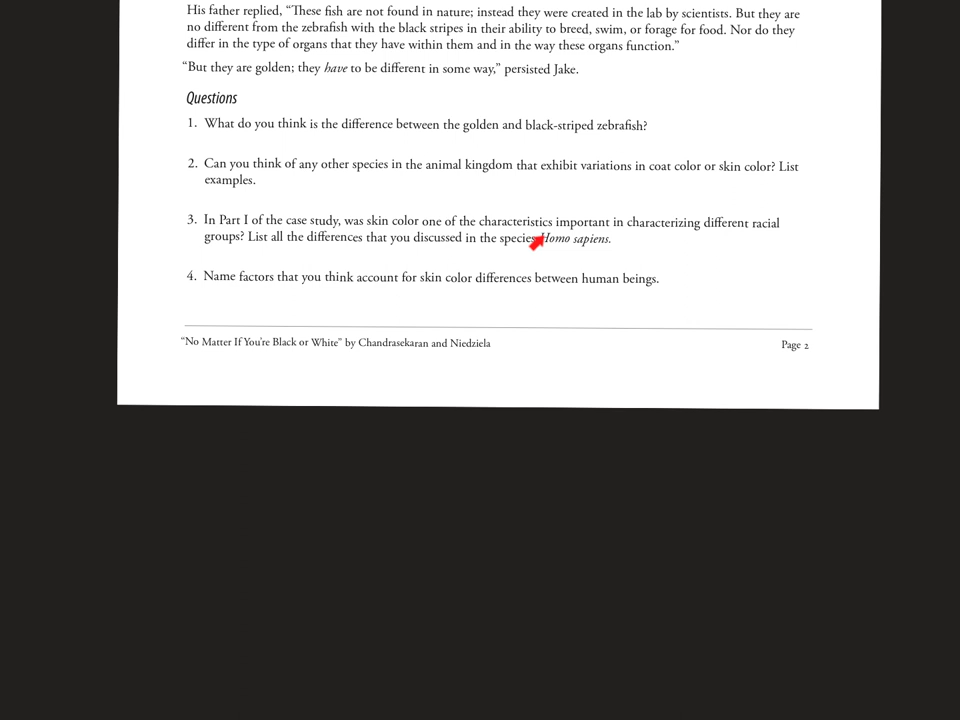 His father replied, “These fish are not found in nature; instead they were created in the lab by scientists. But they are
no different from the zebrafish with the black stripes in their ability to breed, swim, or forage for food. Nor do they
differ in the type of organs that they have within them and in the way these organs function.”
“But they are golden; they have to be different in some way,” persisted Jake.
Questions
1. What do you think is the difference between the golden and black-striped zebrafish?
2. Can you think of any other species in the animal kingdom that exhibit variations in coat color or skin color? List
examples.
3. In Part I of the case study, was skin color one of the characteristics important in characterizing different racial
groups? List all the differences that you discussed in the species Homo sapiens.
4. Name factors that you think account for skin color differences between human beings.
“No Matter If You’re Black or White” by Chandrasekaran and Niedziela
Page 2